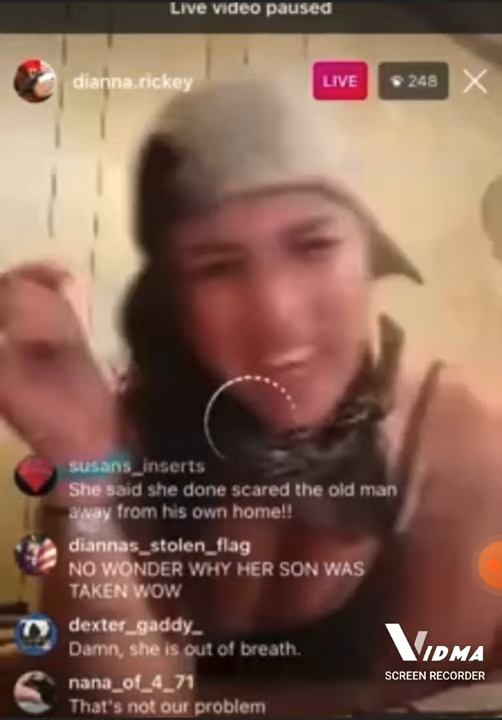 Live video paused
dianna.rickey
LIVE
248
susans_inserts
She said she done scared the old man
away from his own home!!
diannas_stolen_flag
NO WONDER WHY HER SON WAS
TAKEN WOW
dexter_gaddy_
Damn, she is out of breath.
nana_of_4_71
That's not our problem
VIDMA
SCREEN RECORDER